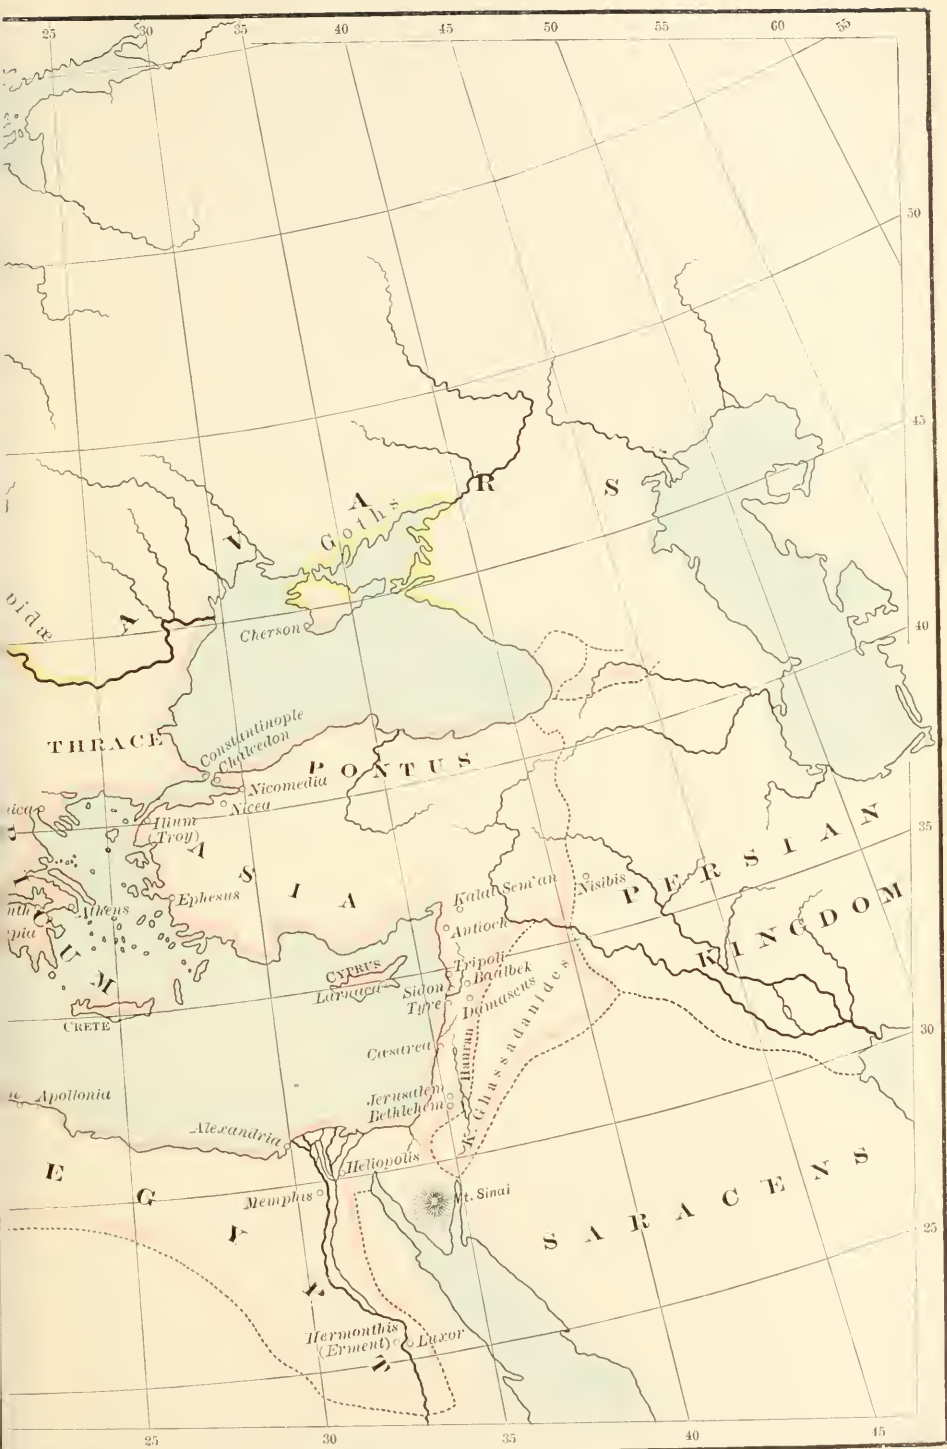 25 30 35 40 45 50 55 60 55
50
45
40
35
30
25
25 30 35 40 45
AVARS
Goths
Cherson
THRACE
Constantinople
Chalcedon
Nicomedia
Nicea
PONTUS
Ilium
(Troy)
ASIA
Ephesus
Athens
CRETE
CYPRUS
Larnaca
Kalat Sem'an
Antioch
Nisibis
Tripoli
Baalbek
Sidon
Tyre
Damascus
Cæsarea
Hauran
K. Ghassadanides
Jerusalem
Bethlehem
PERSIAN
KINGDOM
Apollonia
Alexandria
Heliopolis
Memphis
Mt. Sinai
EGYPT
SARACENS
Hermonthis
(Erment)
Luxor